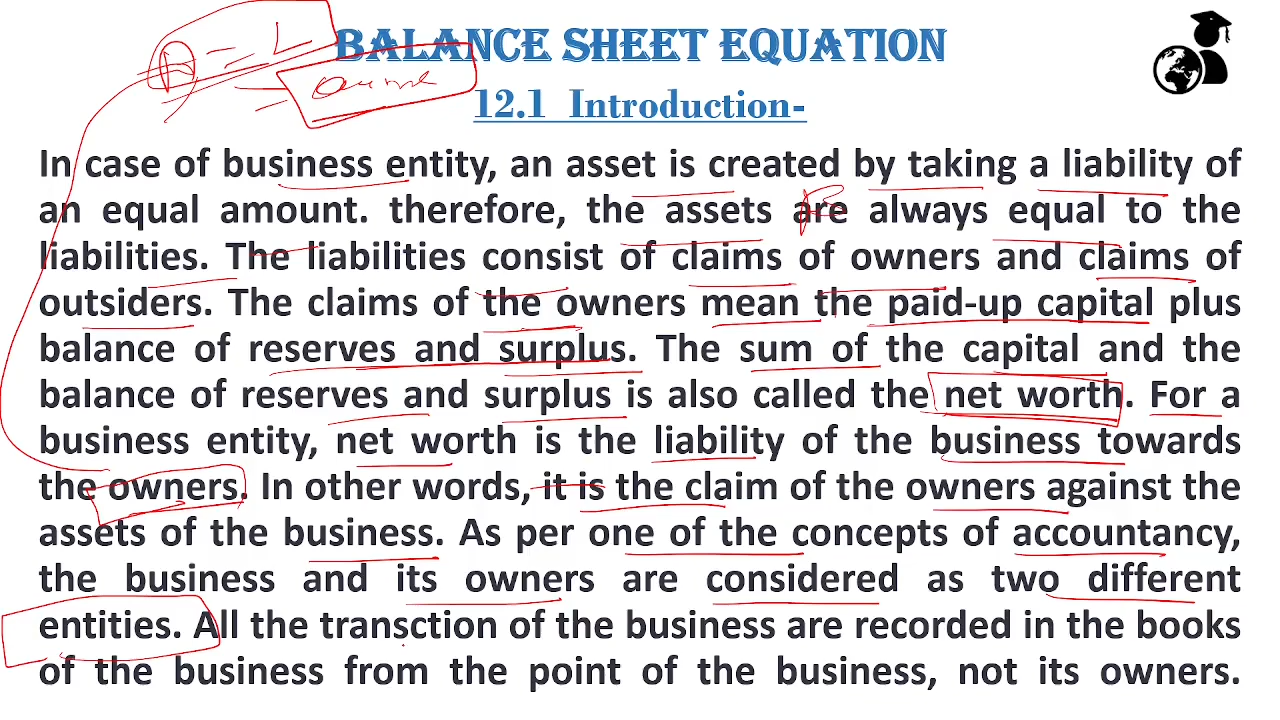 A = L
BALANCE SHEET EQUATION
12.1 Introduction-
In case of business entity, an asset is created by taking a liability of
an equal amount. therefore, the assets are always equal to the
liabilities. The liabilities consist of claims of owners and claims of
outsiders. The claims of the owners mean the paid-up capital plus
balance of reserves and surplus. The sum of the capital and the
balance of reserves and surplus is also called the net worth. For a
business entity, net worth is the liability of the business towards
the owners. In other words, it is the claim of the owners against the
assets of the business. As per one of the concepts of accountancy,
the business and its owners are considered as two different
entities. All the transction of the business are recorded in the books
of the business from the point of the business, not its owners.